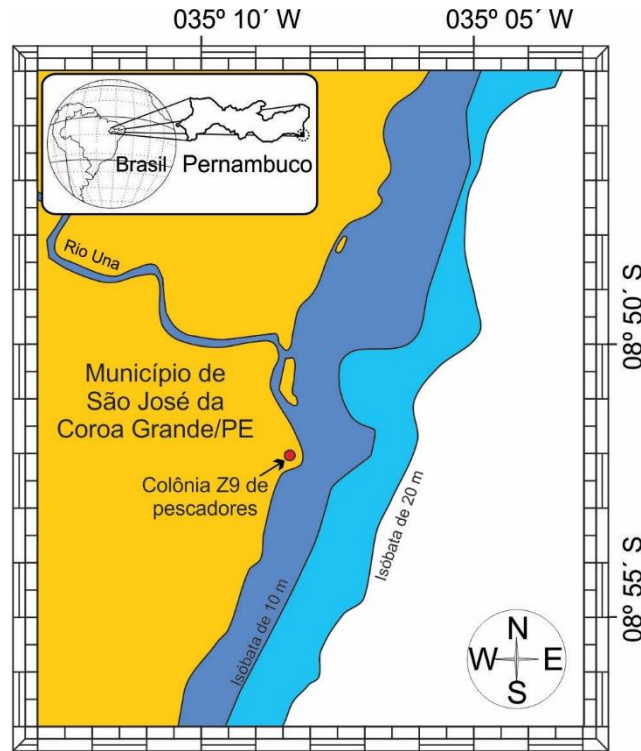 035º 10´ W
035º 05´ W
Brasil
Pernambuco
Rio Una
08º 50´ S
Município de
São José da
Coroa Grande/PE
Colônia Z9 de
pescadores
Isóbata de 20 m
Isóbata de 10 m
08º 55´ S
N
W E
S